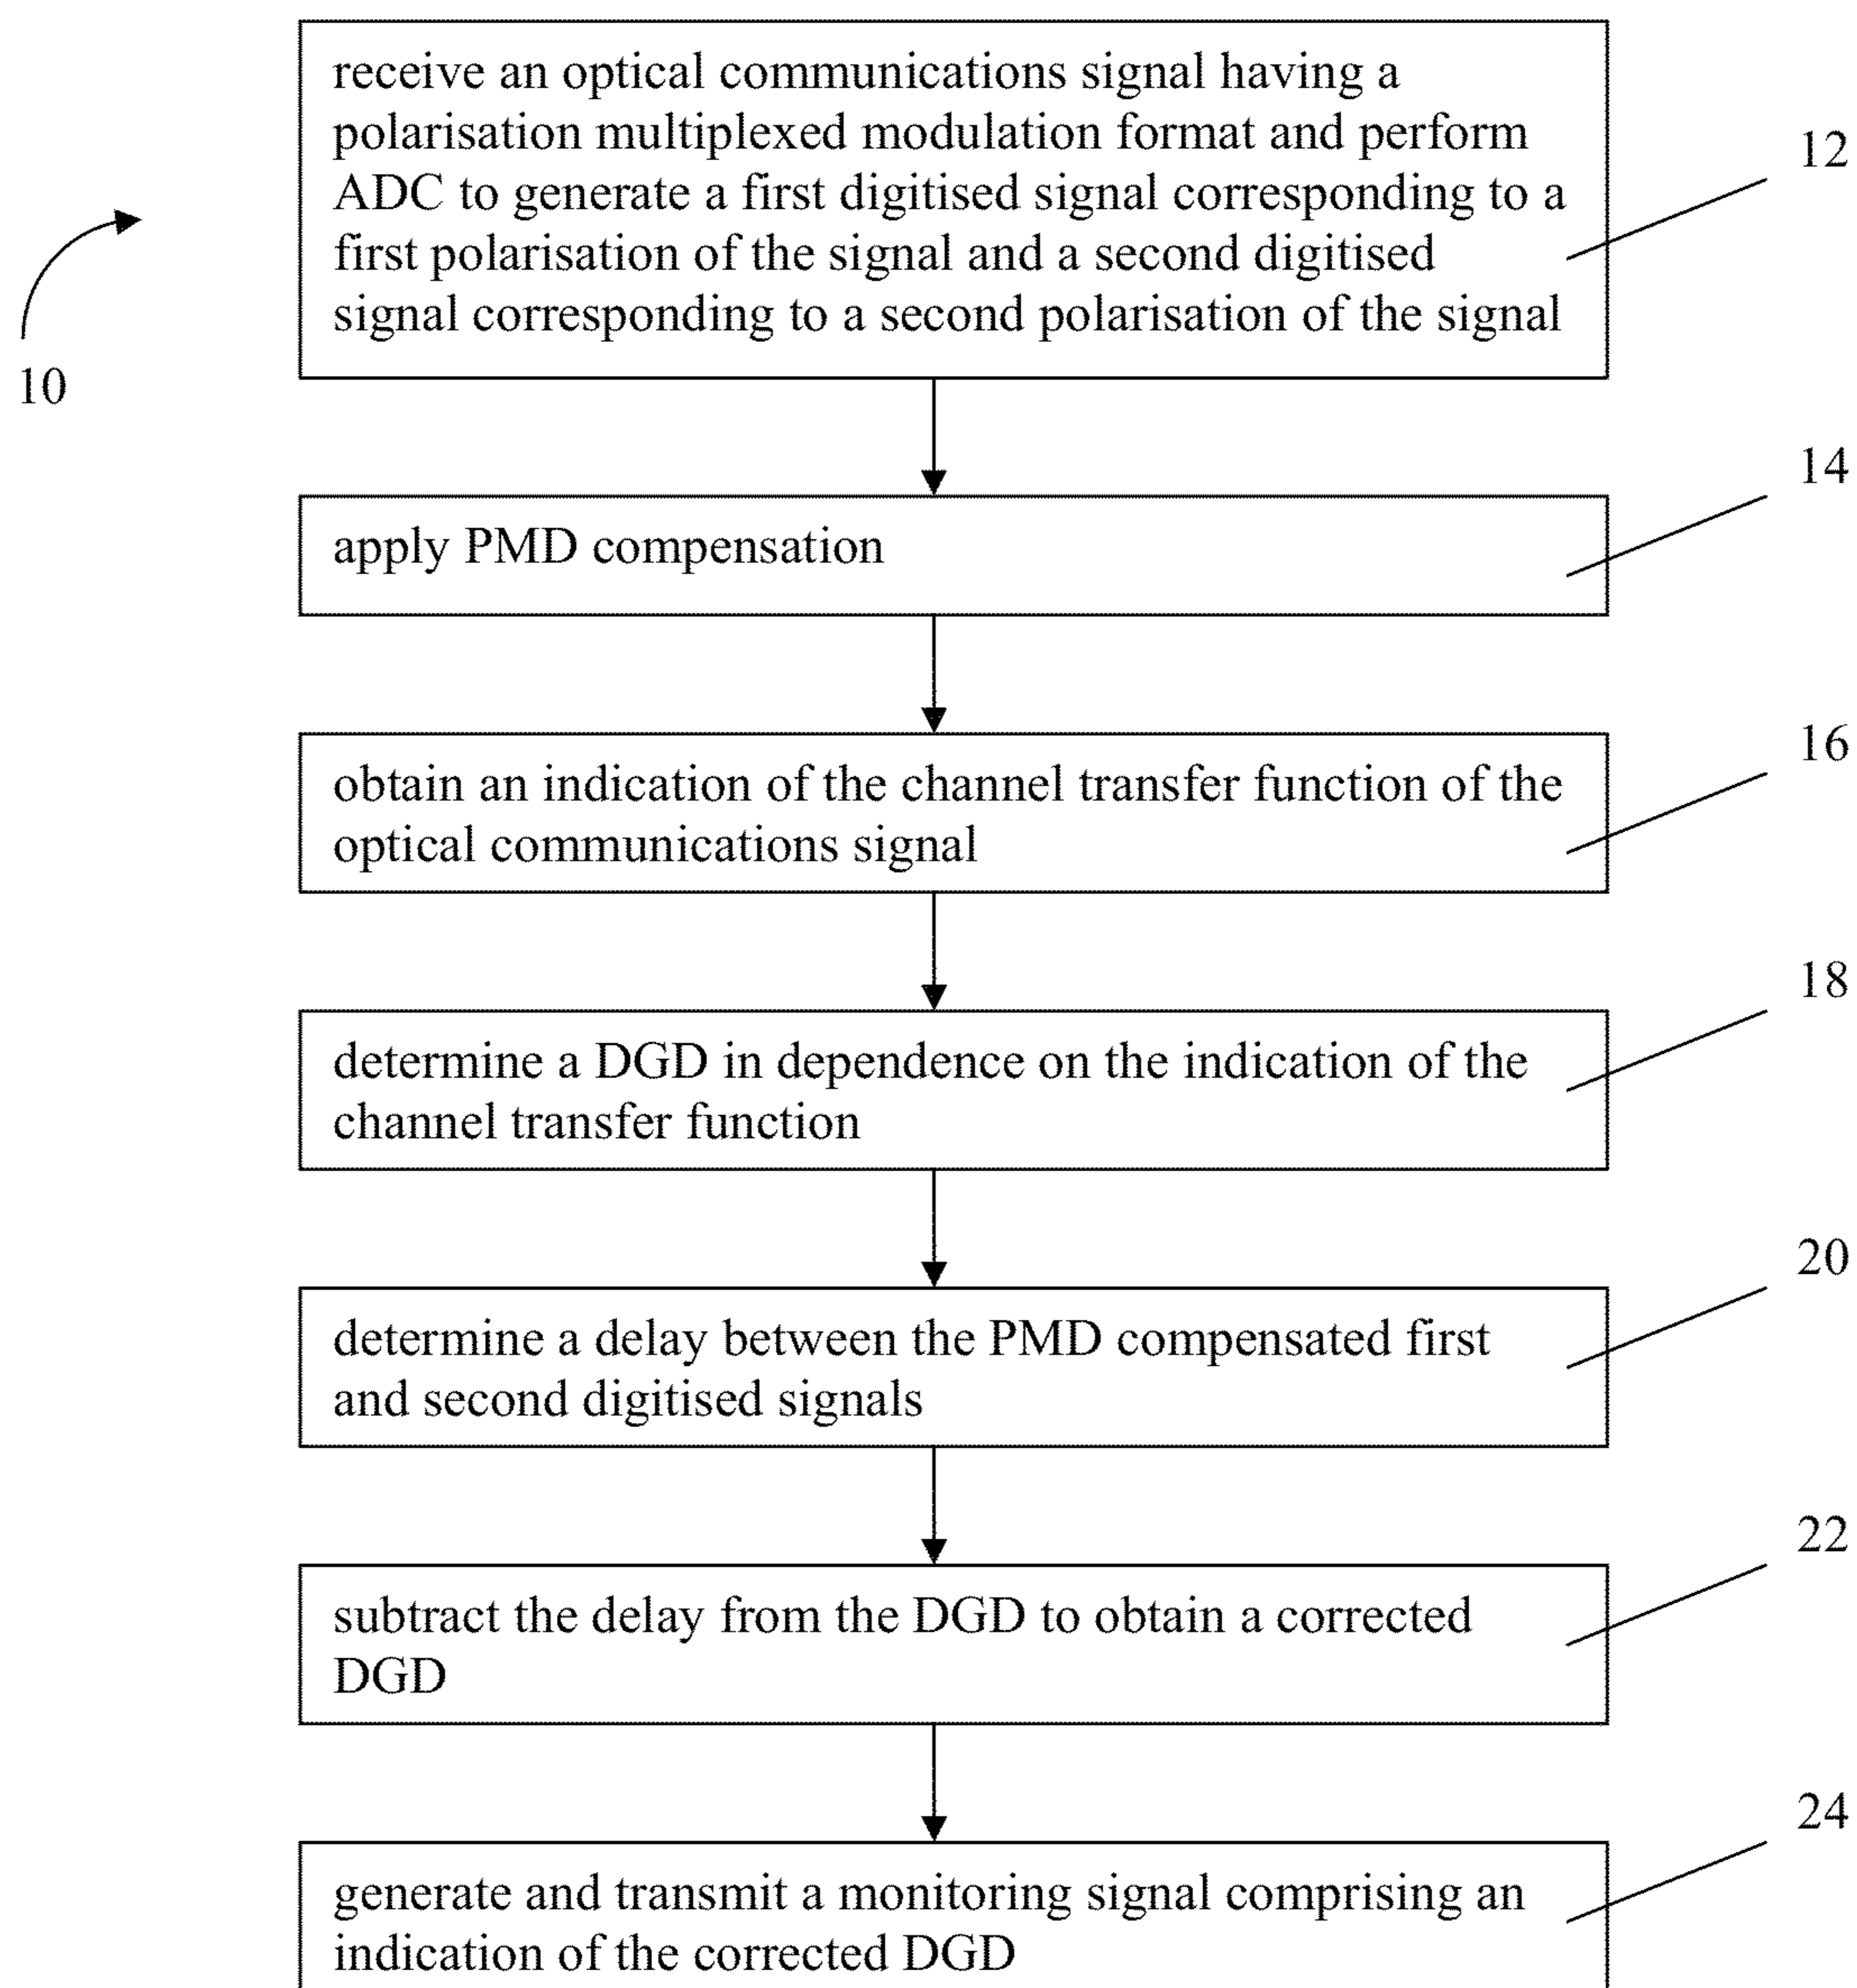 receive an optical communications signal having a
polarisation multiplexed modulation format and perform
ADC to generate a first digitised signal corresponding to a
first polarisation of the signal and a second digitised
signal corresponding to a second polarisation of the signal
12
10
14
apply PMD compensation
16
obtain an indication of the channel transfer function of the
optical communications signal
18
determine a DGD in dependence on the indication of the
channel transfer function
20
determine a delay between the PMD compensated first
and second digitised signals
22
subtract the delay from the DGD to obtain a corrected
DGD
24
generate and transmit a monitoring signal comprising an
indication of the corrected DGD